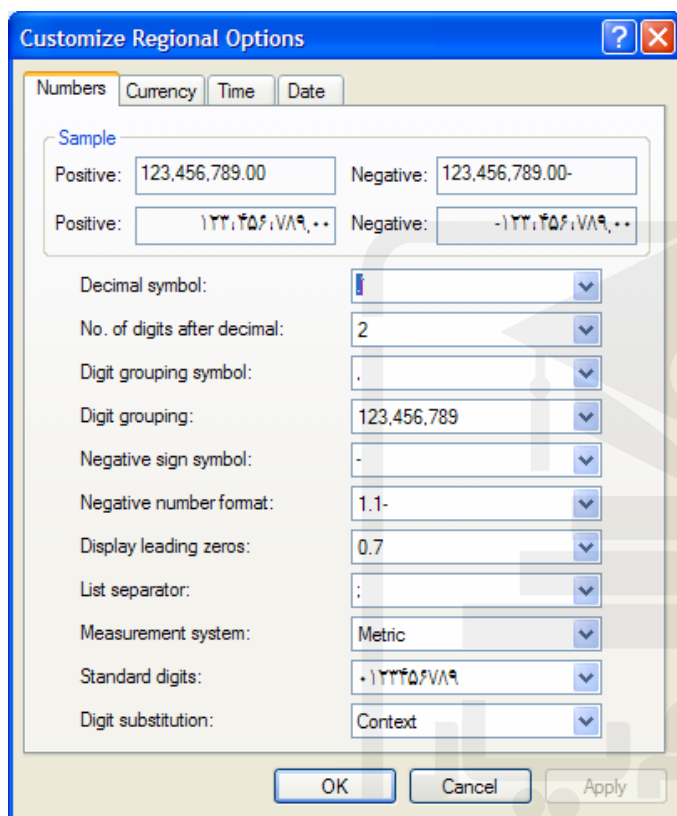 Customize Regional Options
Numbers Currency Time Date
Sample
Positive: 123,456,789.00 Negative: 123,456,789.00-
Positive: ۱۲۳،۴۵۶،۷۸۹,۰۰ Negative: -۱۲۳،۴۵۶،۷۸۹,۰۰
Decimal symbol: .
No. of digits after decimal: 2
Digit grouping symbol: ,
Digit grouping: 123,456,789
Negative sign symbol: -
Negative number format: 1.1-
Display leading zeros: 0.7
List separator: ;
Measurement system: Metric
Standard digits: ۰۱۲۳۴۵۶۷۸۹
Digit substitution: Context
OK Cancel Apply